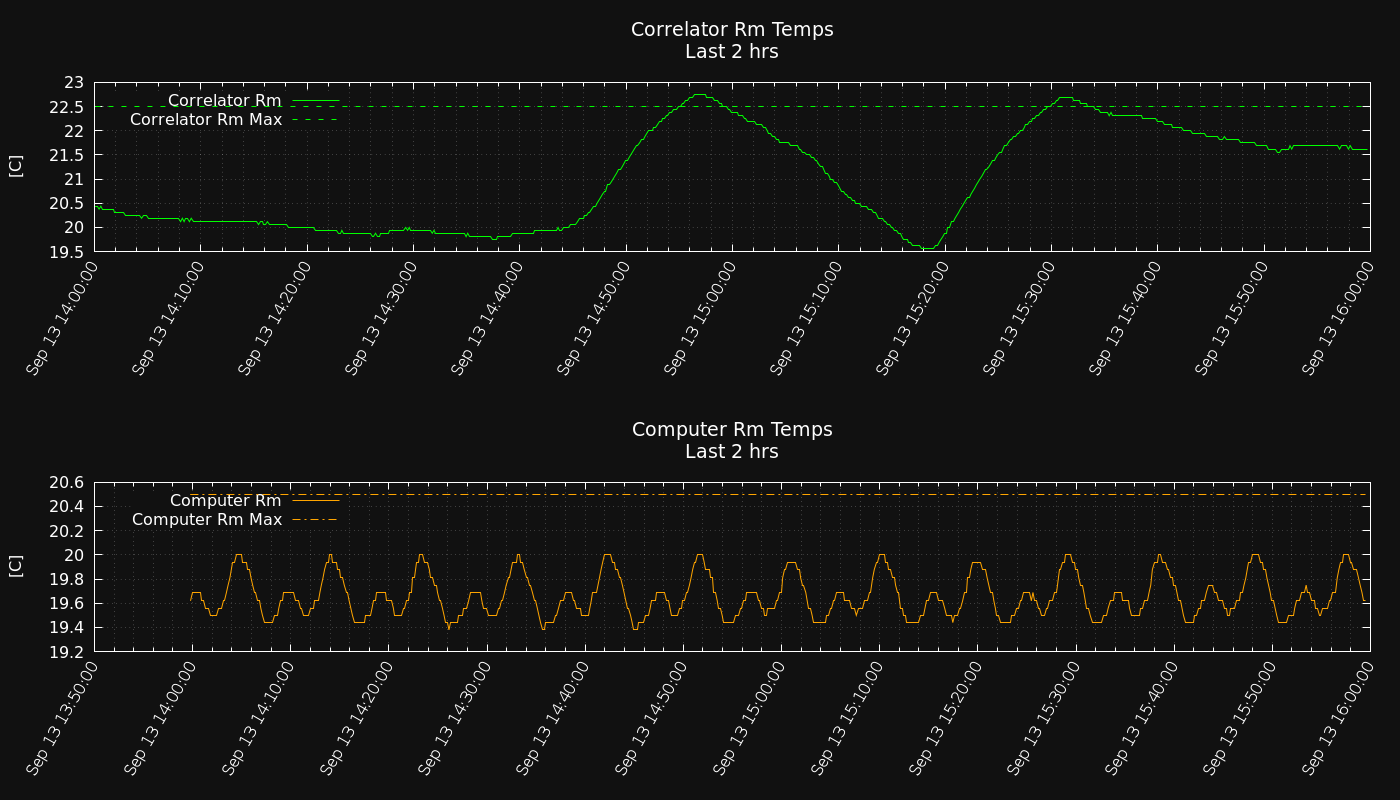 Correlator Rm Temps
Last 2 hrs
23
22.5
22
21.5
21
20.5
20
19.5
[C]
Correlator Rm
Correlator Rm Max
Sep 13 14:00:00
Sep 13 14:10:00
Sep 13 14:20:00
Sep 13 14:30:00
Sep 13 14:40:00
Sep 13 14:50:00
Sep 13 15:00:00
Sep 13 15:10:00
Sep 13 15:20:00
Sep 13 15:30:00
Sep 13 15:40:00
Sep 13 15:50:00
Sep 13 16:00:00
Computer Rm Temps
Last 2 hrs
20.6
20.4
20.2
20
19.8
19.6
19.4
19.2
[C]
Computer Rm
Computer Rm Max
Sep 13 13:50:00
Sep 13 14:00:00
Sep 13 14:10:00
Sep 13 14:20:00
Sep 13 14:30:00
Sep 13 14:40:00
Sep 13 14:50:00
Sep 13 15:00:00
Sep 13 15:10:00
Sep 13 15:20:00
Sep 13 15:30:00
Sep 13 15:40:00
Sep 13 15:50:00
Sep 13 16:00:00